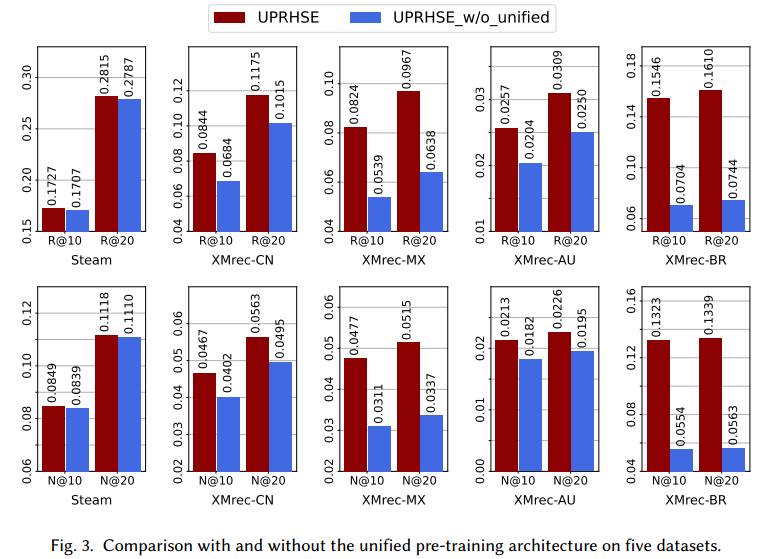 UPRHSE UPRHSE_w/o_unified
0.30 0.25 0.20 0.15
0.1727 0.1707 0.2815 0.2787
R@10 R@20
Steam
0.12 0.10 0.08 0.06 0.04
0.0844 0.0684 0.1175 0.1015
R@10 R@20
XMrec-CN
0.10 0.08 0.06 0.04
0.0824 0.0539 0.0967 0.0638
R@10 R@20
XMrec-MX
0.03 0.02 0.01
0.0257 0.0204 0.0309 0.0250
R@10 R@20
XMrec-AU
0.18 0.14 0.10 0.06
0.1546 0.0704 0.1610 0.0744
R@10 R@20
XMrec-BR
0.12 0.10 0.08 0.06
0.0849 0.0839 0.1118 0.1110
N@10 N@20
Steam
0.06 0.05 0.04 0.03 0.02
0.0467 0.0402 0.0563 0.0495
N@10 N@20
XMrec-CN
0.06 0.05 0.04 0.03 0.02
0.0477 0.0311 0.0515 0.0337
N@10 N@20
XMrec-MX
0.02 0.01 0.00
0.0213 0.0182 0.0226 0.0195
N@10 N@20
XMrec-AU
0.16 0.12 0.08 0.04
0.1323 0.0554 0.1339 0.0563
N@10 N@20
XMrec-BR
Fig. 3. Comparison with and without the unified pre-training architecture on five datasets.